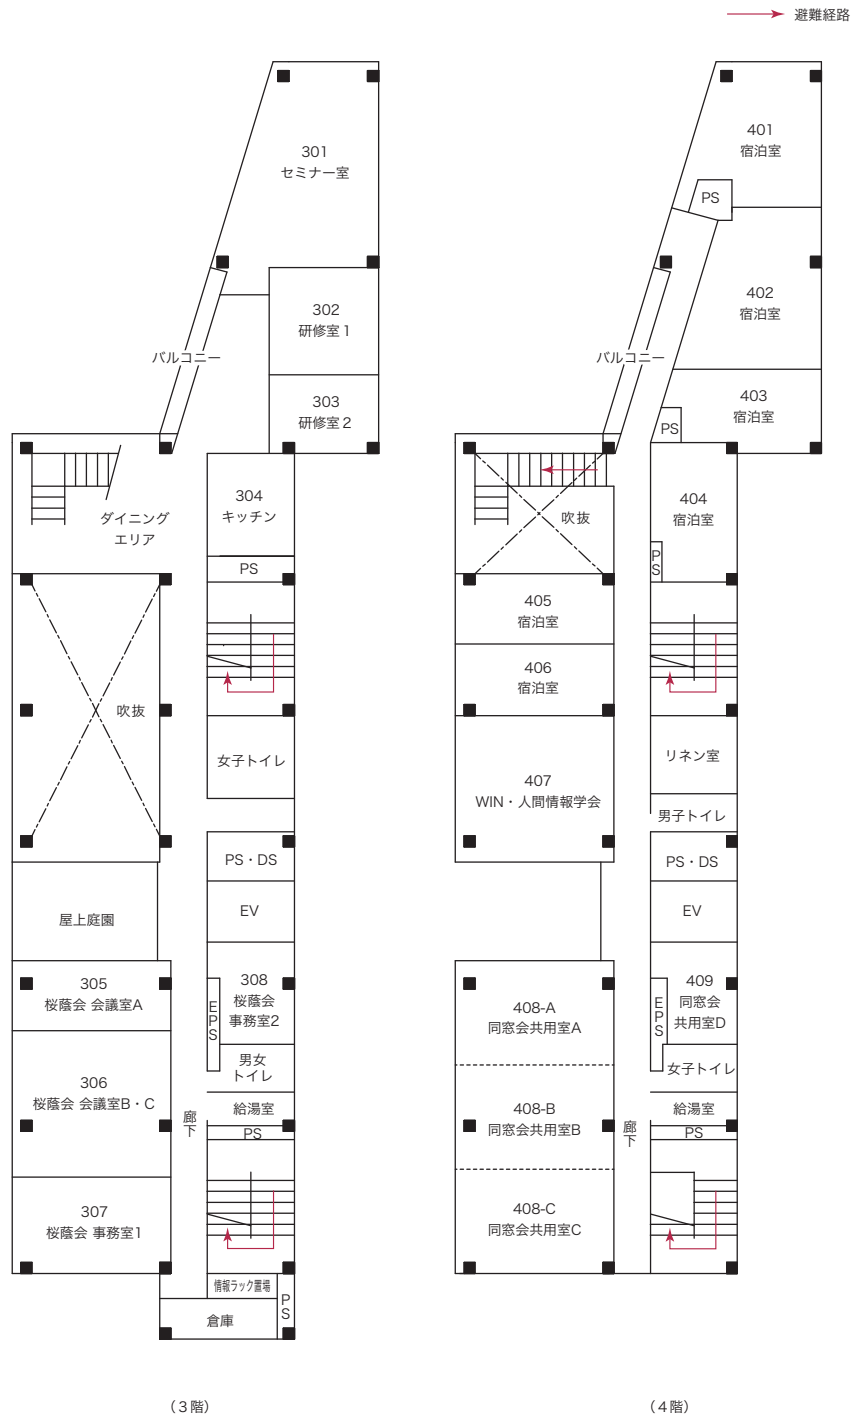 避難経路
301
セミナー室
302
研修室1
バルコニー
303
研修室2
304
キッチン
ダイニング
エリア
PS
吹抜
女子トイレ
PS・DS
屋上庭園
EV
305
桜蔭会 会議室A
308
桜蔭会
事務室2
EPS
男女
トイレ
306
桜蔭会 会議室B・C
給湯室
廊下
PS
307
桜蔭会 事務室1
情報ラック置場
PS
倉庫
（3階）
401
宿泊室
PS
402
宿泊室
バルコニー
403
宿泊室
PS
404
宿泊室
吹抜
PS
405
宿泊室
406
宿泊室
リネン室
407
WIN・人間情報学会
男子トイレ
PS・DS
EV
409
同窓会
共用室D
EPS
408-A
同窓会共用室A
女子トイレ
408-B
同窓会共用室B
給湯室
廊下
PS
408-C
同窓会共用室C
（4階）